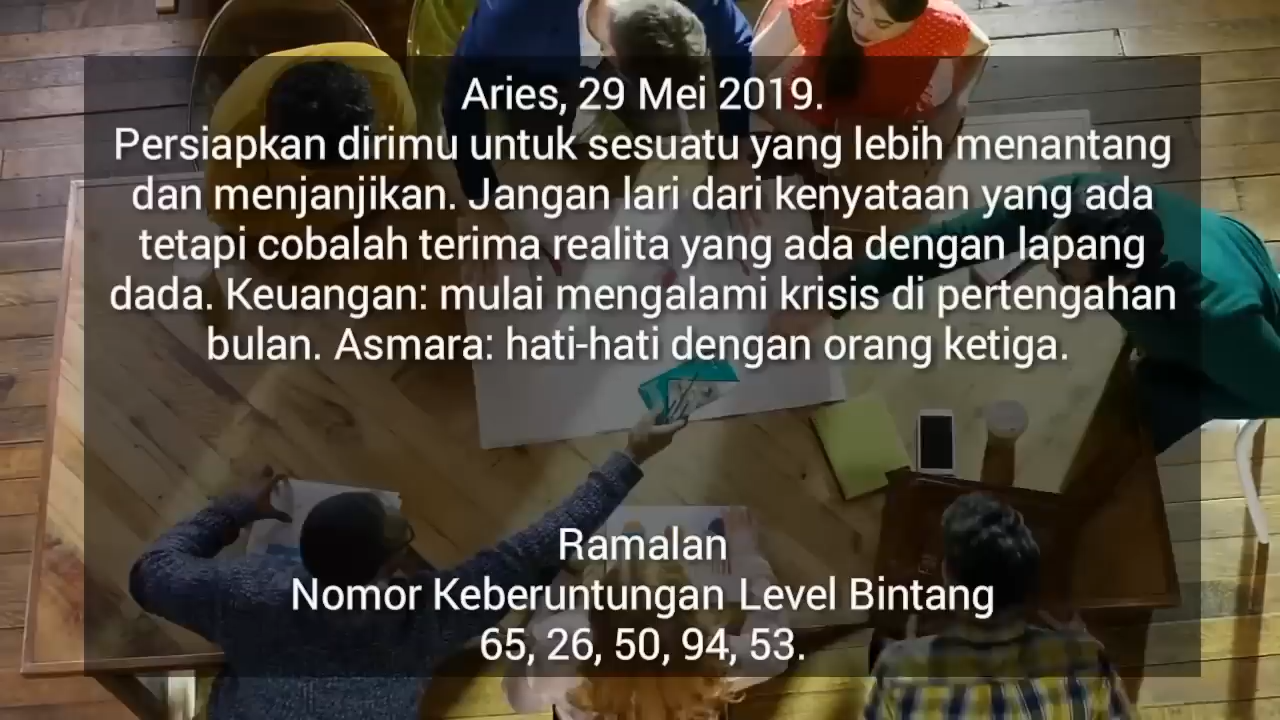 Aries, 29 Mei 2019.
Persiapkan dirimu untuk sesuatu yang lebih menantang
dan menjanjikan. Jangan lari dari kenyataan yang ada
tetapi cobalah terima realita yang ada dengan lapang
dada. Keuangan: mulai mengalami krisis di pertengahan
bulan. Asmara: hati-hati dengan orang ketiga.
Ramalan
Nomor Keberuntungan Level Bintang
65, 26, 50, 94, 53.